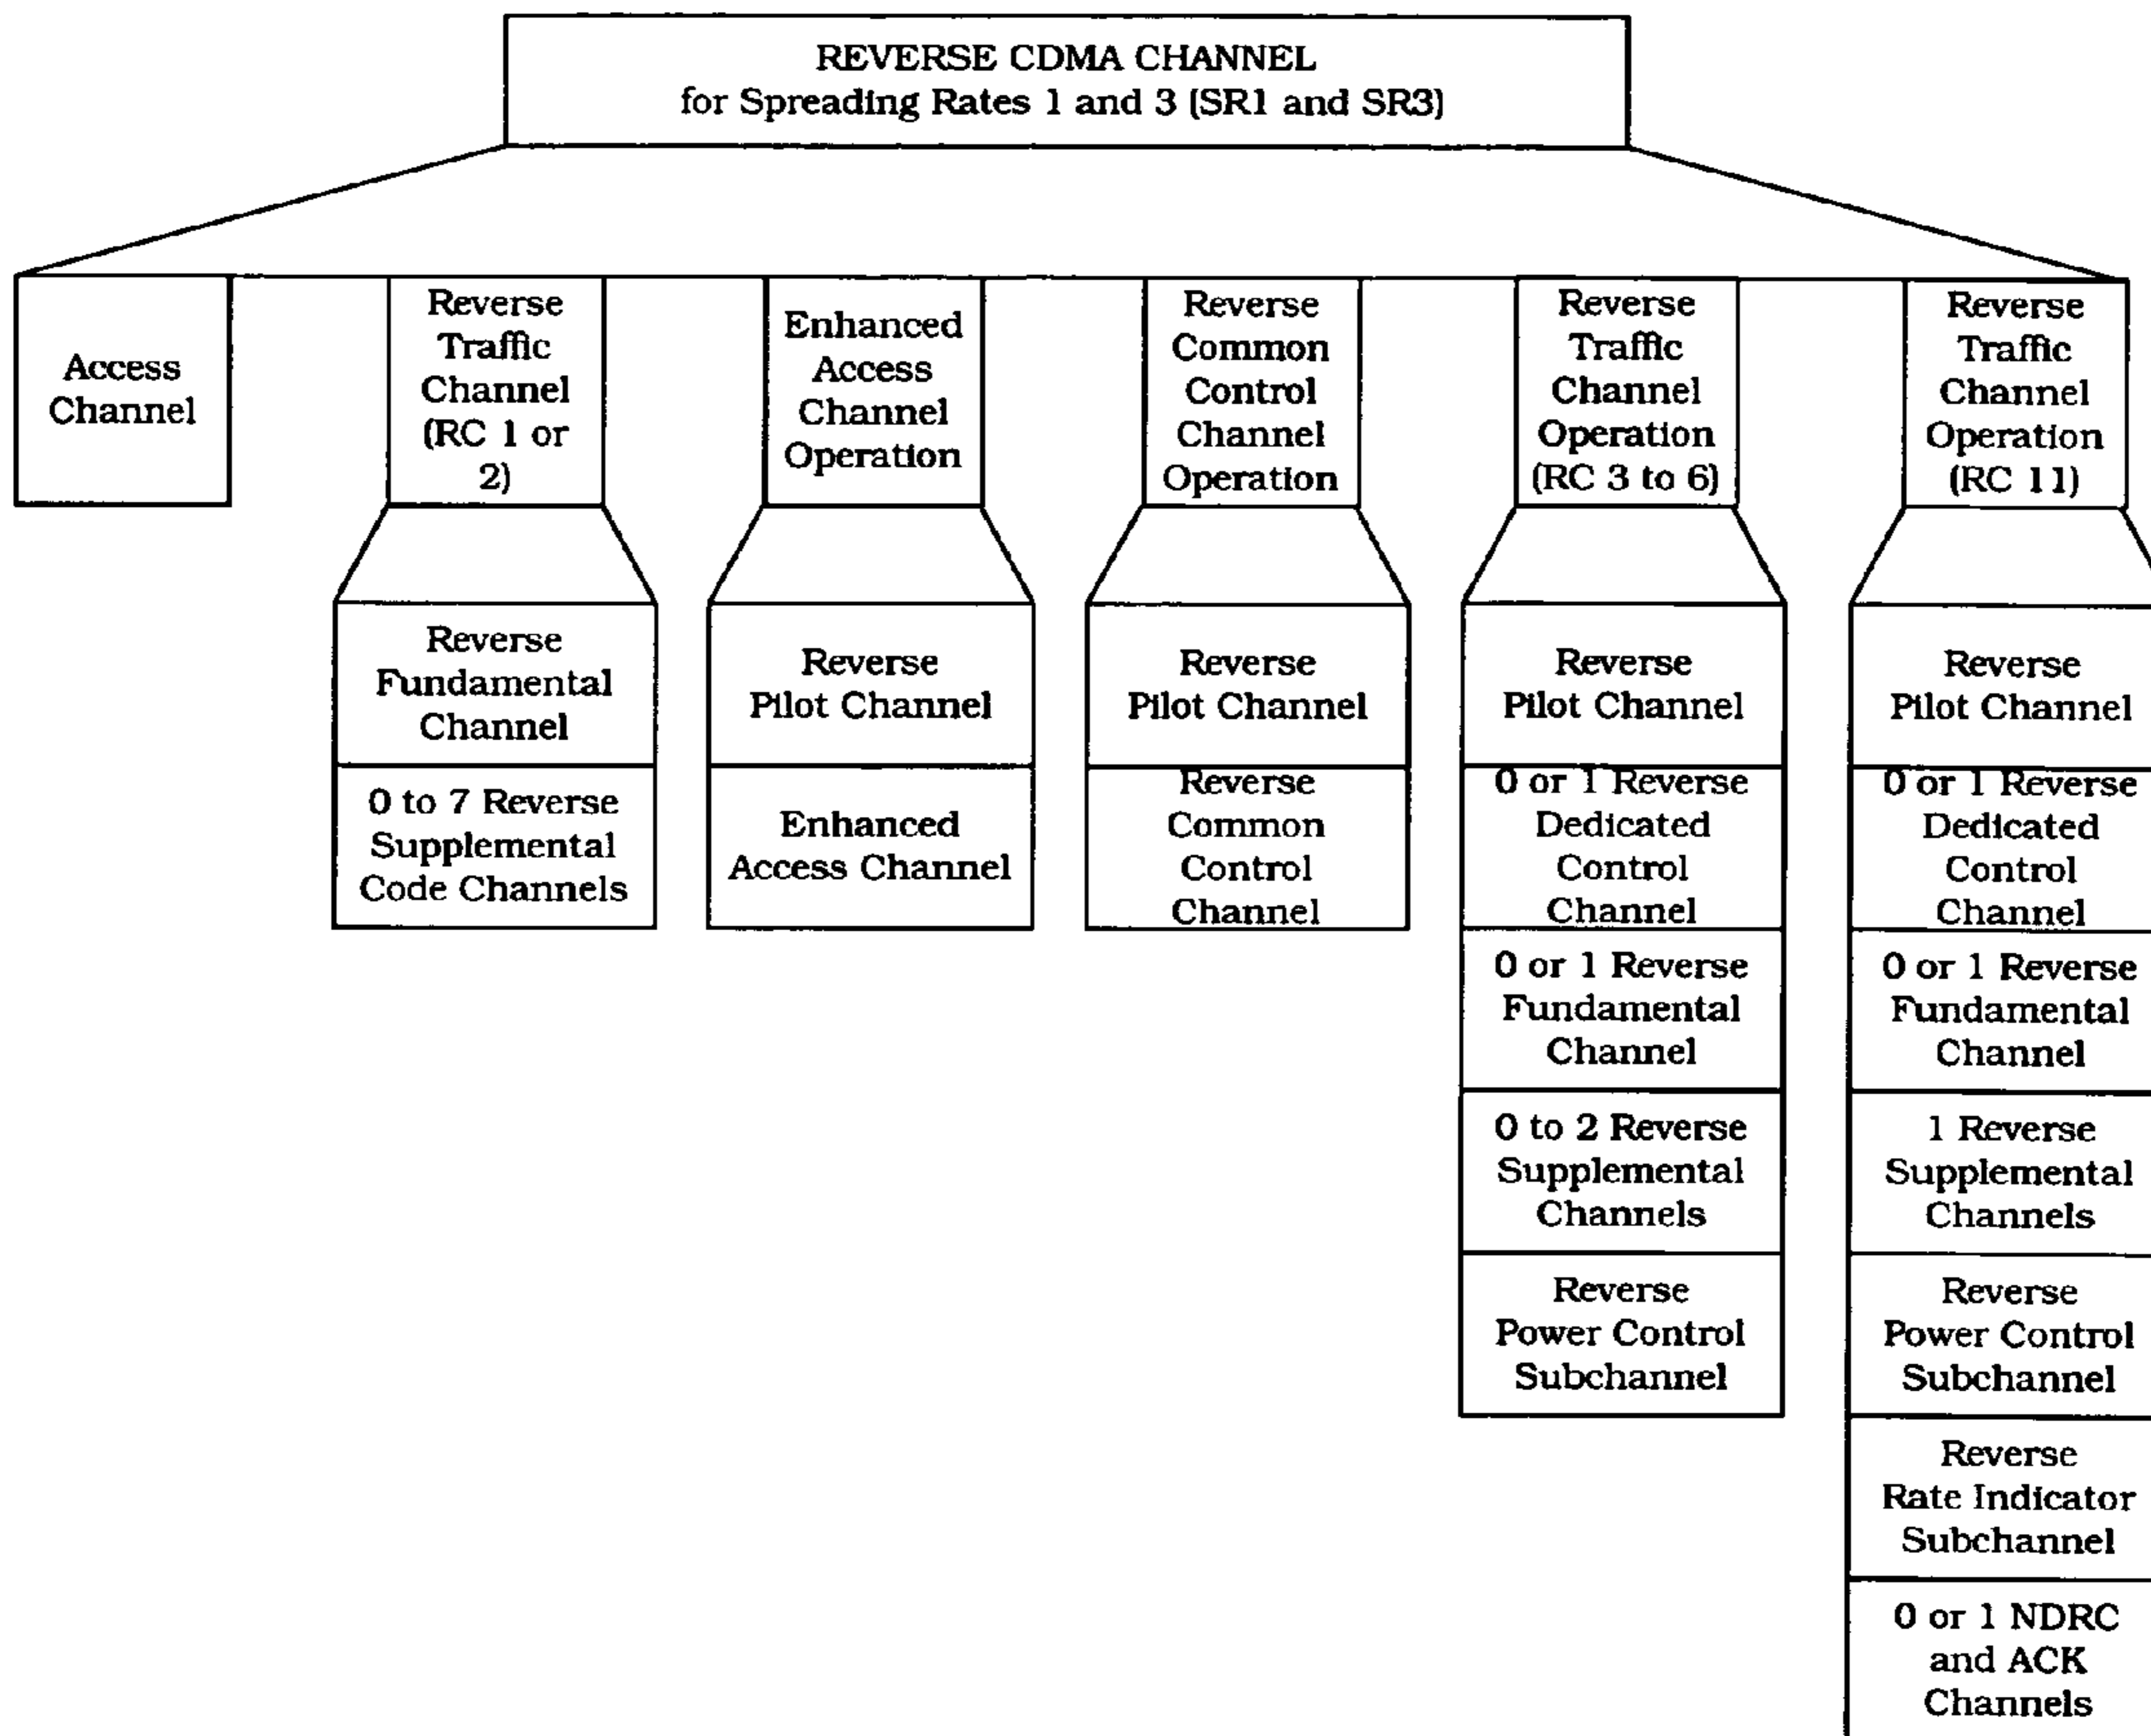 REVERSE CDMA CHANNEL
for Spreading Rates 1 and 3 (SR1 and SR3)
Access
Channel
Reverse
Traffic
Channel
(RC 1 or
2)
Enhanced
Access
Channel
Operation
Reverse
Common
Control
Channel
Operation
Reverse
Traffic
Channel
Operation
(RC 3 to 6)
Reverse
Traffic
Channel
Operation
(RC 11)
Reverse
Fundamental
Channel
0 to 7 Reverse
Supplemental
Code Channels
Reverse
Pilot Channel
Enhanced
Access Channel
Reverse
Pilot Channel
Reverse
Common
Control
Channel
Reverse
Pilot Channel
0 or 1 Reverse
Dedicated
Control
Channel
0 or 1 Reverse
Fundamental
Channel
0 to 2 Reverse
Supplemental
Channels
Reverse
Power Control
Subchannel
Reverse
Pilot Channel
0 or 1 Reverse
Dedicated
Control
Channel
0 or 1 Reverse
Fundamental
Channel
1 Reverse
Supplemental
Channels
Reverse
Power Control
Subchannel
Reverse
Rate Indicator
Subchannel
0 or 1 NDRC
and ACK
Channels